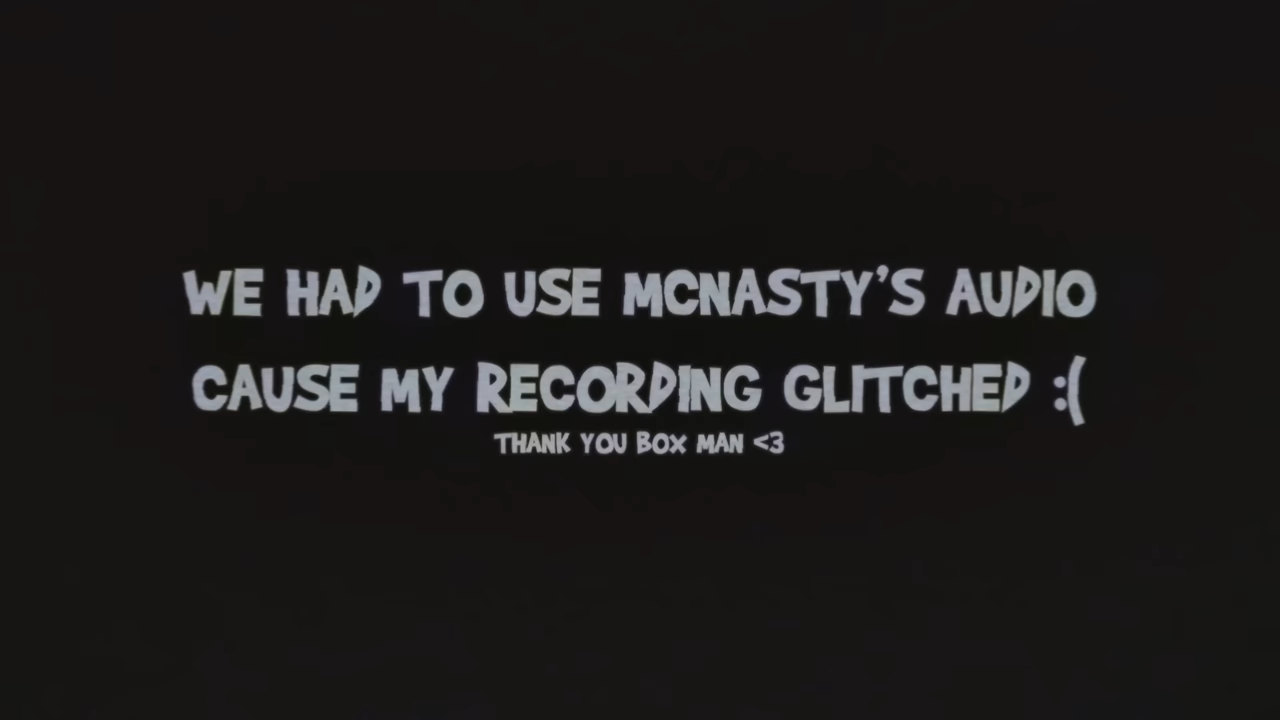 WE HAD TO USE MCNASTY'S AUDIO
CAUSE MY RECORDING GLITCHED :(
THANK YOU BOX MAN <3